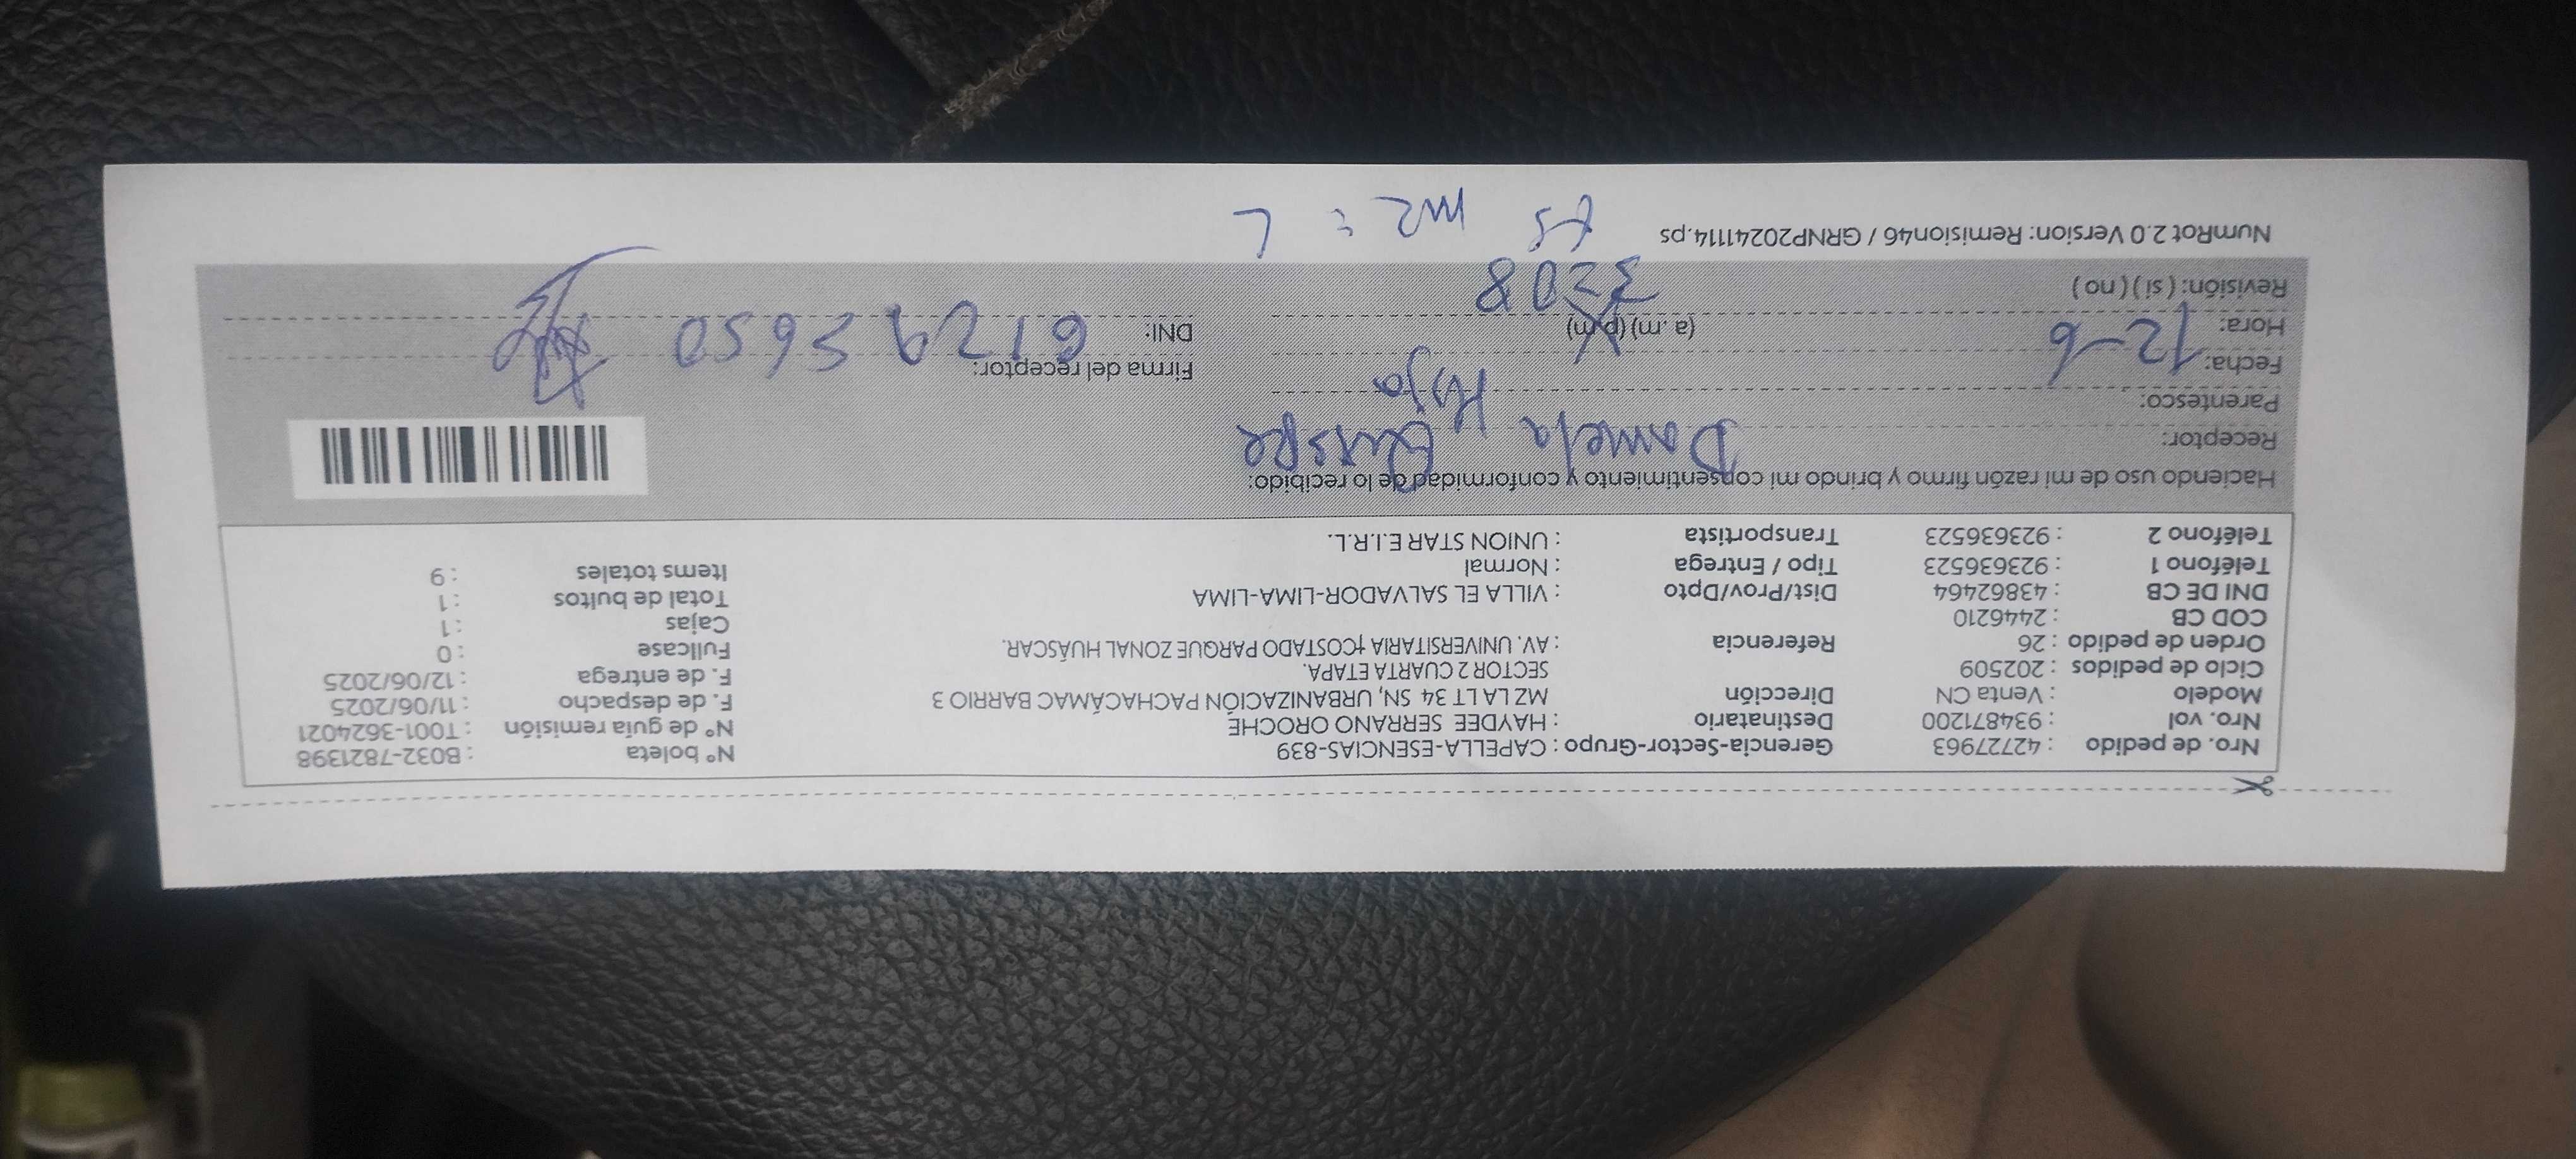 Nro. de pedido : 42727963 Gerencia-Sector-Grupo : CAPELLA-ESENCIAS-839 N° boleta : B032-7821398
Nro. vol : 934871200 Destinatario : HAYDEE SERRANO OROCHE N° de guía remisión : T001-3624021
Modelo : Venta CN Dirección MZ LA LT 34 SN, URBANIZACIÓN PACHACÁMAC BARRIO 3 F. de despacho : 11/06/2025
Ciclo de pedidos : 202509 SECTOR 2 CUARTA ETAPA. F. de entrega : 12/06/2025
Orden de pedido : 26 Referencia : AV. UNIVERSITARIA †COSTADO PARQUE ZONAL HUÁSCAR. Fullcase : 0
COD CB : 2446210 Cajas : 1
DNI DE CB : 43862464 Dist/Prov/Dpto : VILLA EL SALVADOR-LIMA-LIMA Total de bultos : 1
Teléfono 1 : 923636523 Tipo / Entrega : Normal Items totales : 9
Teléfono 2 : 923636523 Transportista : UNION STAR E.I.R.L.
Haciendo uso de mi razón firmo y brindo mi consentimiento y conformidad de lo recibido:
Receptor: Daniela Quispe
Parentesco: Hija
Fecha: 12-6 Firma del receptor:
Hora: (a. m) (p m) DNI: 61295650
Revisión: ( si ) ( no ) 3208
NumRot 2.0 Version: Remision46 / GRNP20241114.ps
mz = L